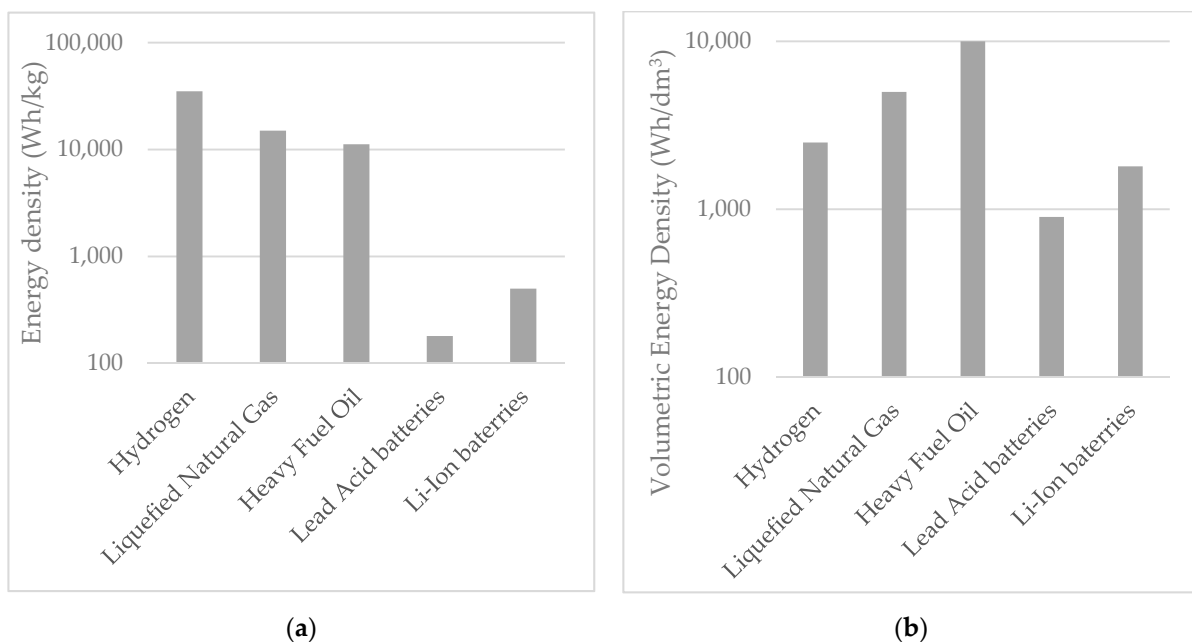 Energy density (Wh/kg)
100,000
10,000
1,000
100
Hydrogen
Liquefied Natural Gas
Heavy Fuel Oil
Lead Acid batteries
Li-Ion baterries
(a)
Volumetric Energy Density (Wh/dm³)
10,000
1,000
100
Hydrogen
Liquefied Natural Gas
Heavy Fuel Oil
Lead Acid batteries
Li-Ion baterries
(b)